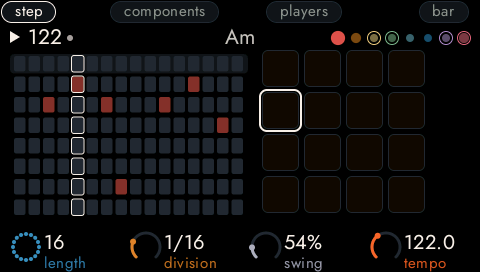 step components players bar
122 Am
16 1/16 54% 122.0
length division swing tempo